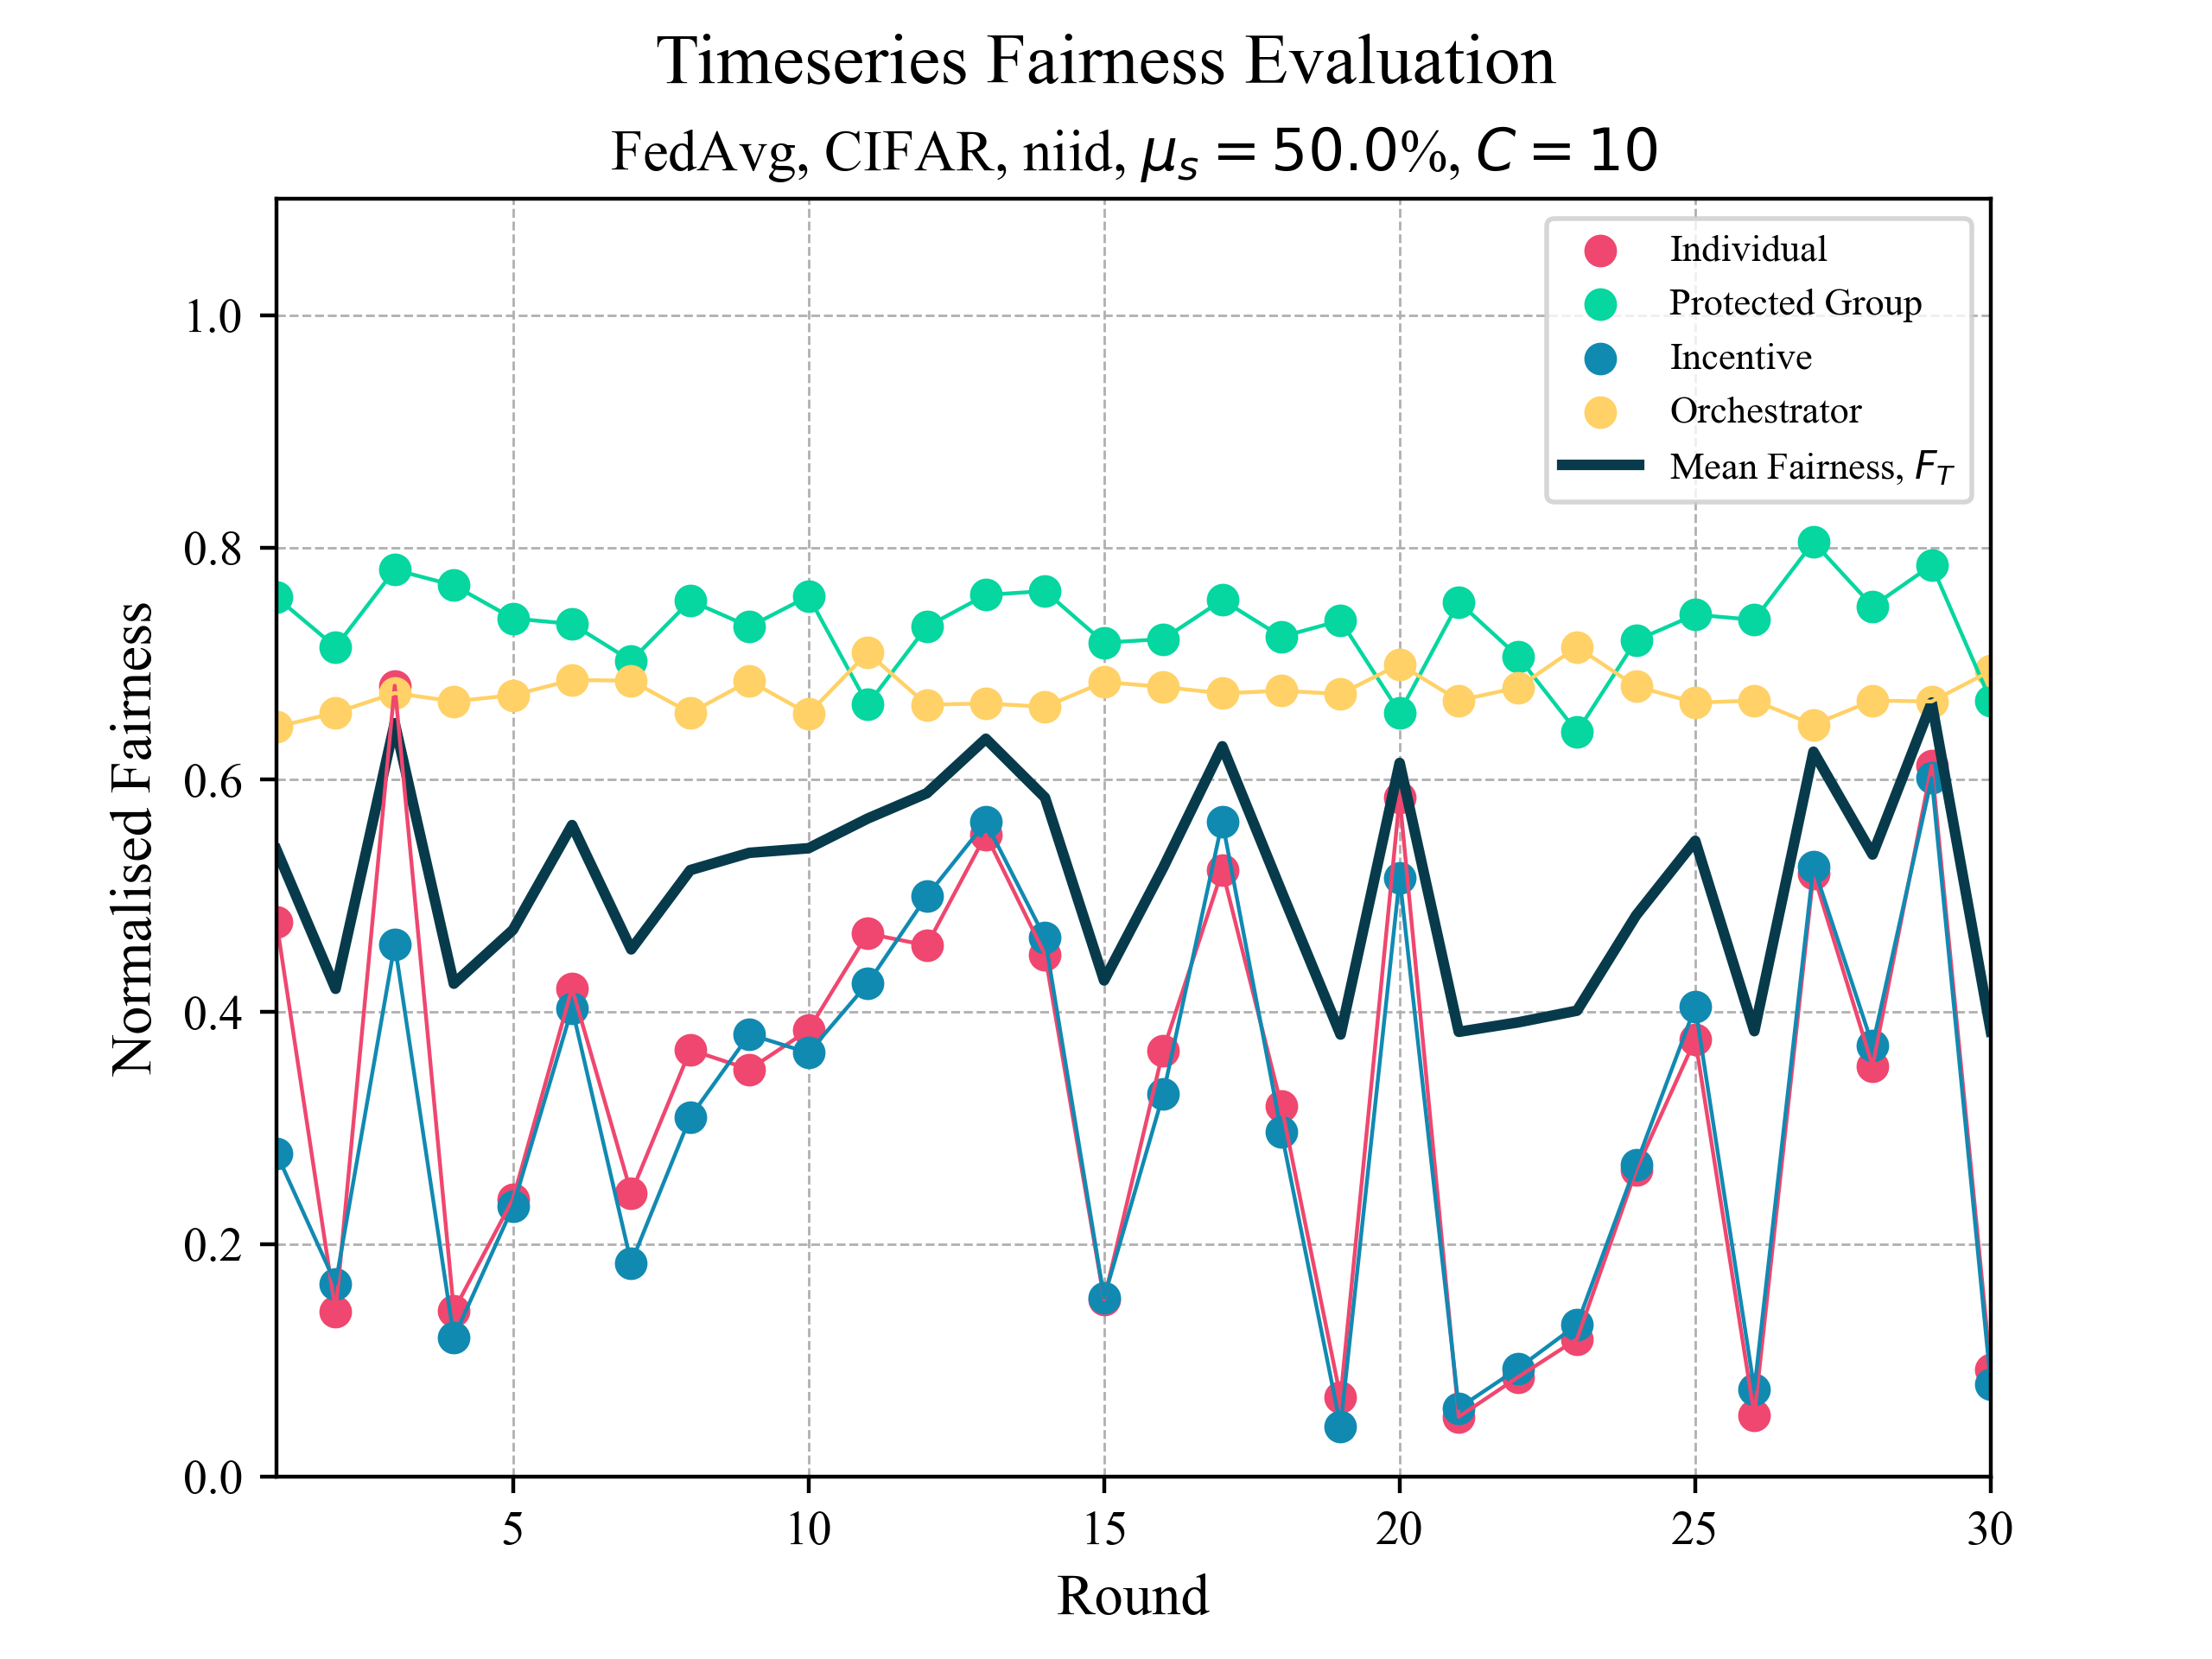 Timeseries Fairness Evaluation
FedAvg, CIFAR, niid, μₛ = 50.0%, C = 10
Individual
Protected Group
Incentive
Orchestrator
Mean Fairness, F_T
Normalised Fairness
1.0
0.8
0.6
0.4
0.2
0.0
5 10 15 20 25 30
Round